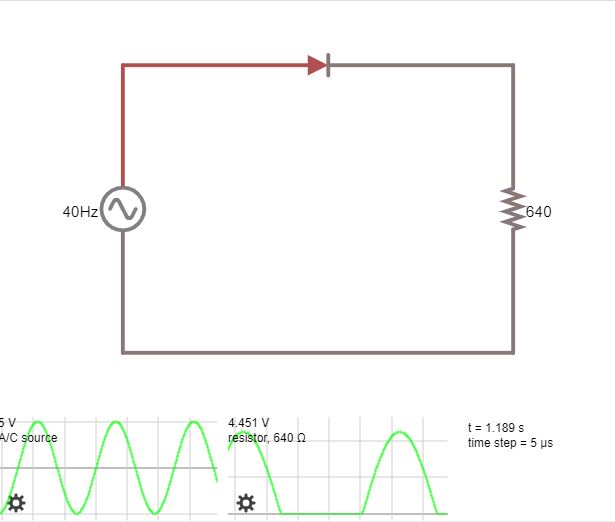 40Hz
640
5 V
A/C source
4.451 V
resistor, 640 Ω
t = 1.189 s
time step = 5 µs